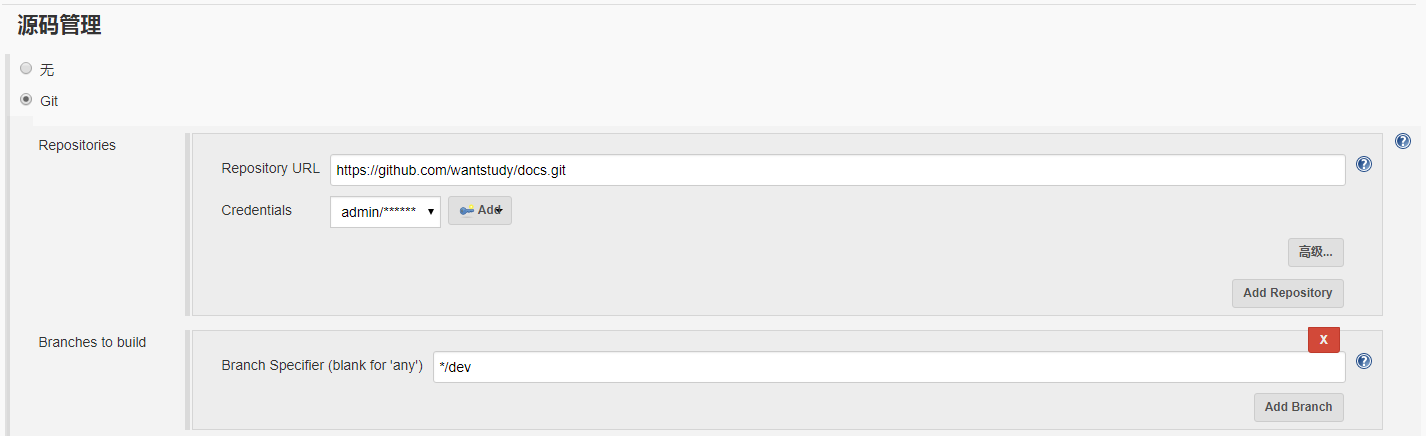 源码管理
无
Git
Repositories
Repository URL https://github.com/wantstudy/docs.git
Credentials admin/****** Add
高级...
Add Repository
Branches to build
X
Branch Specifier (blank for 'any') */dev
Add Branch